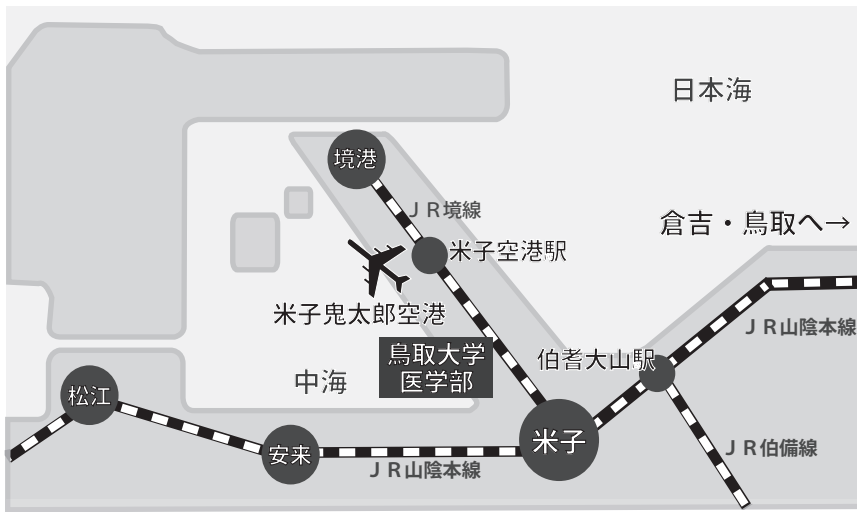 日本海
境港
ＪＲ境線
倉吉・鳥取へ→
米子空港駅
米子鬼太郎空港
ＪＲ山陰本線
鳥取大学
医学部
伯耆大山駅
中海
松江
米子
安来
ＪＲ伯備線
ＪＲ山陰本線